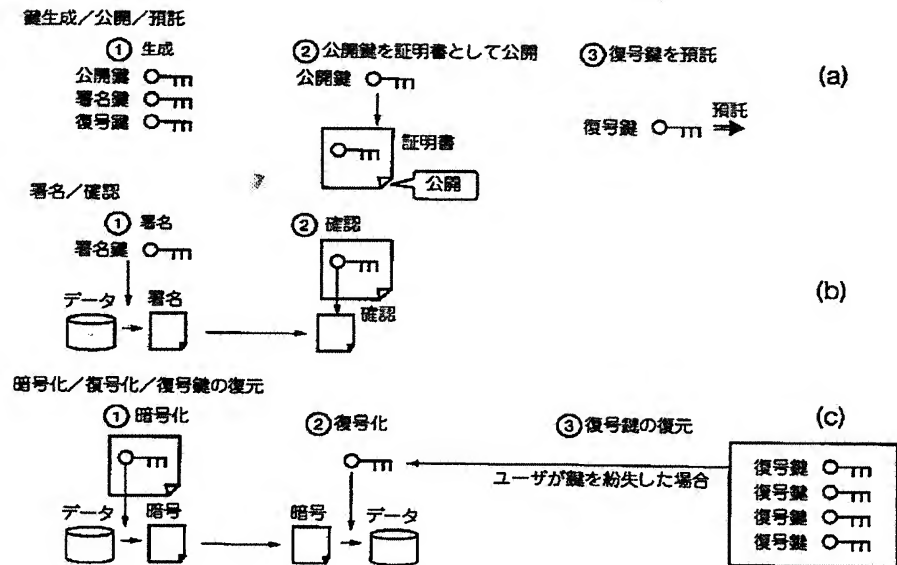 鍵生成／公開／預託
① 生成
公開鍵
署名鍵
復号鍵
② 公開鍵を証明書として公開
公開鍵
証明書
公開
③ 復号鍵を預託
復号鍵
預託
(a)
署名／確認
① 署名
署名鍵
データ
署名
② 確認
確認
(b)
暗号化／復号化／復号鍵の復元
① 暗号化
データ
暗号
② 復号化
暗号
データ
③ 復号鍵の復元
ユーザが鍵を紛失した場合
(c)
復号鍵
復号鍵
復号鍵
復号鍵